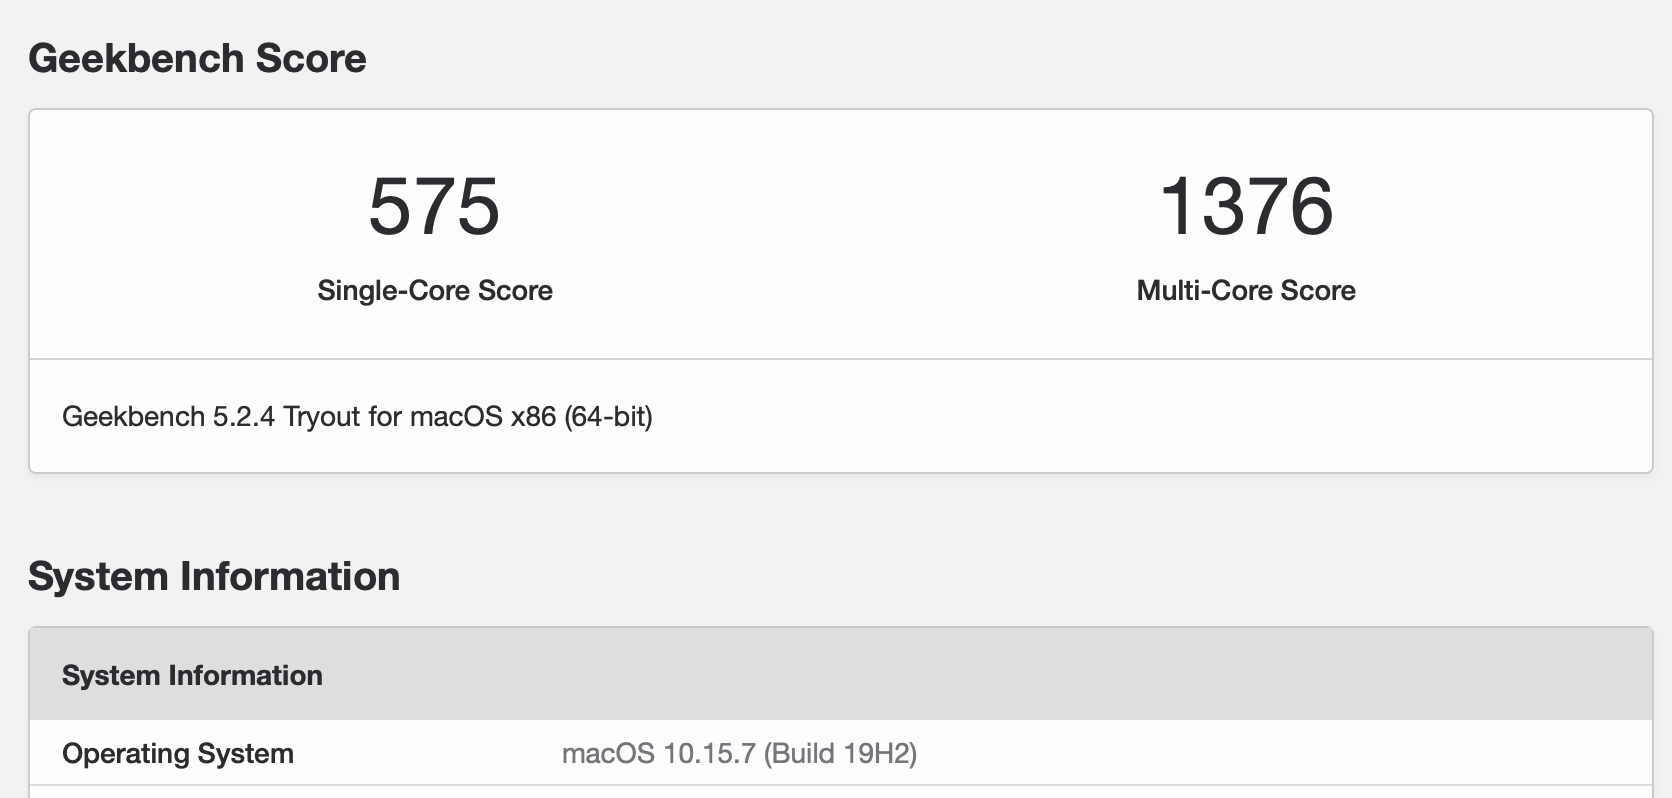 Geekbench Score
575
1376
Single-Core Score
Multi-Core Score
Geekbench 5.2.4 Tryout for macOS x86 (64-bit)
System Information
System Information
Operating System
macOS 10.15.7 (Build 19H2)